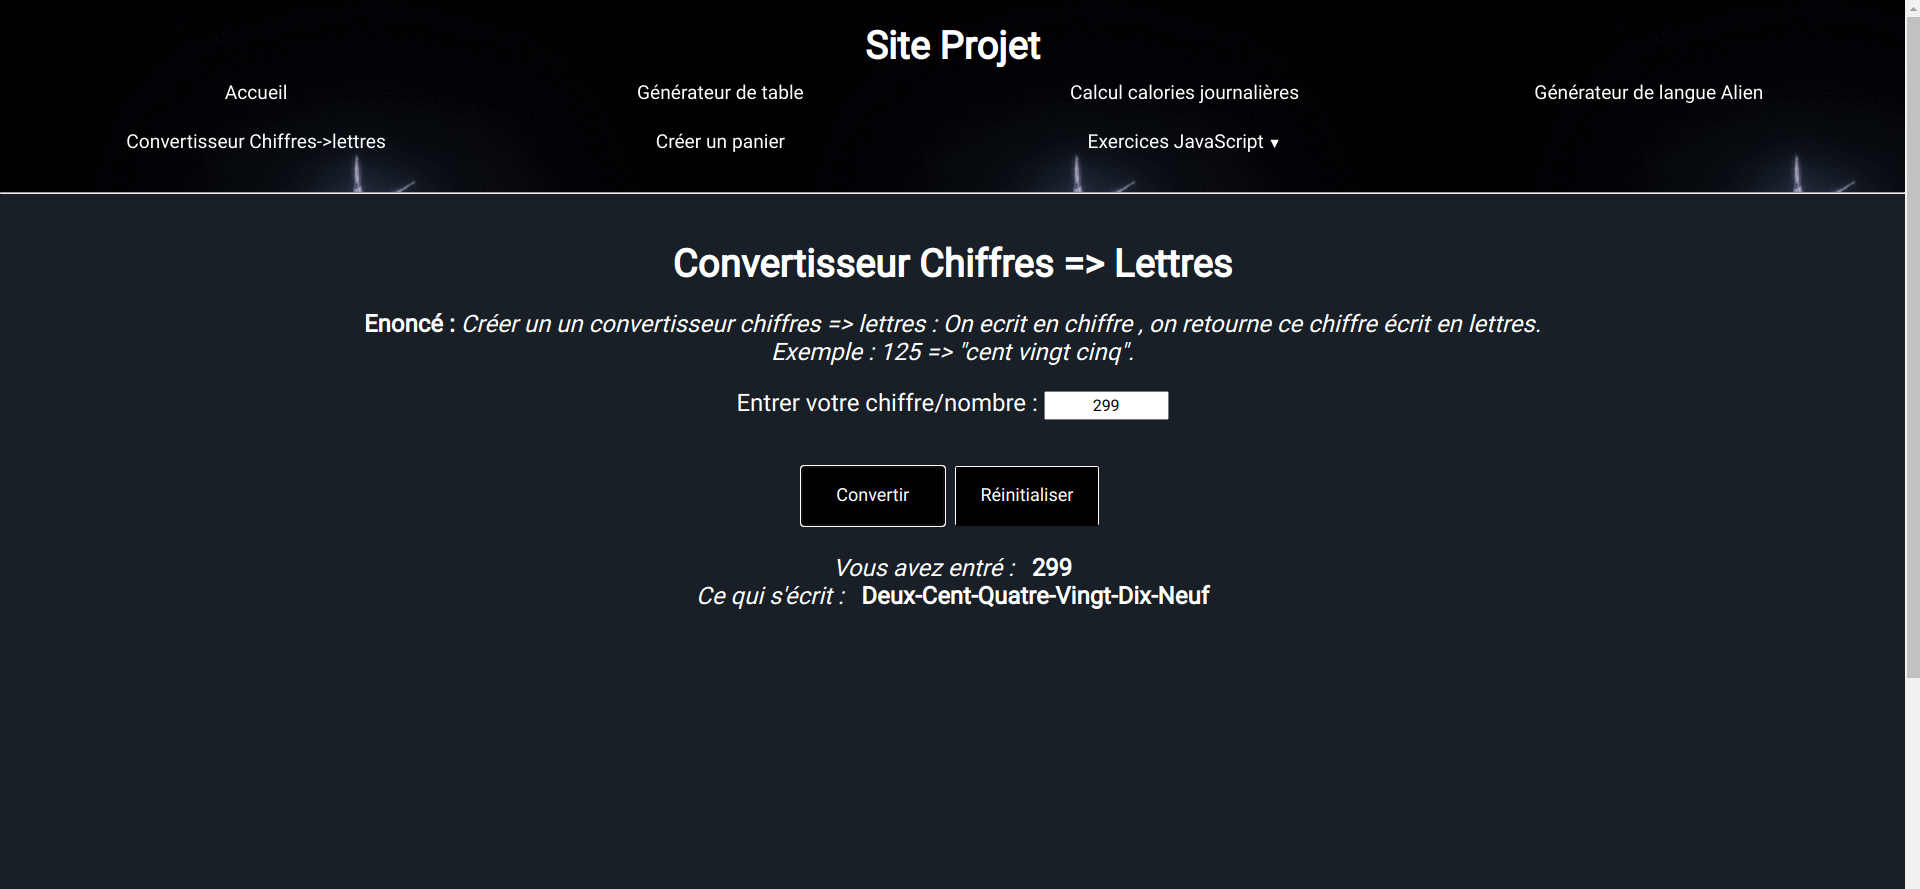 Site Projet
Accueil Générateur de table Calcul calories journalières Générateur de langue Alien
Convertisseur Chiffres->lettres Créer un panier Exercices JavaScript ▾
Convertisseur Chiffres => Lettres
Enoncé : Créer un un convertisseur chiffres => lettres : On ecrit en chiffre , on retourne ce chiffre écrit en lettres.
Exemple : 125 => "cent vingt cinq".
Entrer votre chiffre/nombre : 299
Convertir Réinitialiser
Vous avez entré : 299
Ce qui s'écrit : Deux-Cent-Quatre-Vingt-Dix-Neuf